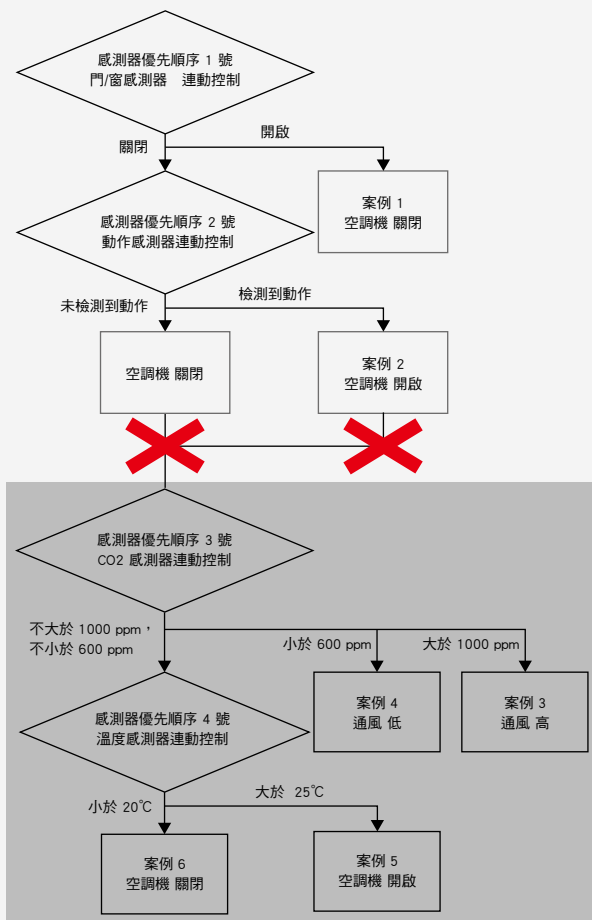 感測器優先順序 1 號
門/窗感測器 連動控制
開啟
關閉
案例 1
空調機 關閉
感測器優先順序 2 號
動作感測器連動控制
未檢測到動作
檢測到動作
空調機 關閉
案例 2
空調機 開啟
感測器優先順序 3 號
CO2 感測器連動控制
不大於 1000 ppm，
不小於 600 ppm
小於 600 ppm
大於 1000 ppm
案例 4
通風 低
案例 3
通風 高
感測器優先順序 4 號
溫度感測器連動控制
小於 20℃
大於 25℃
案例 6
空調機 關閉
案例 5
空調機 開啟